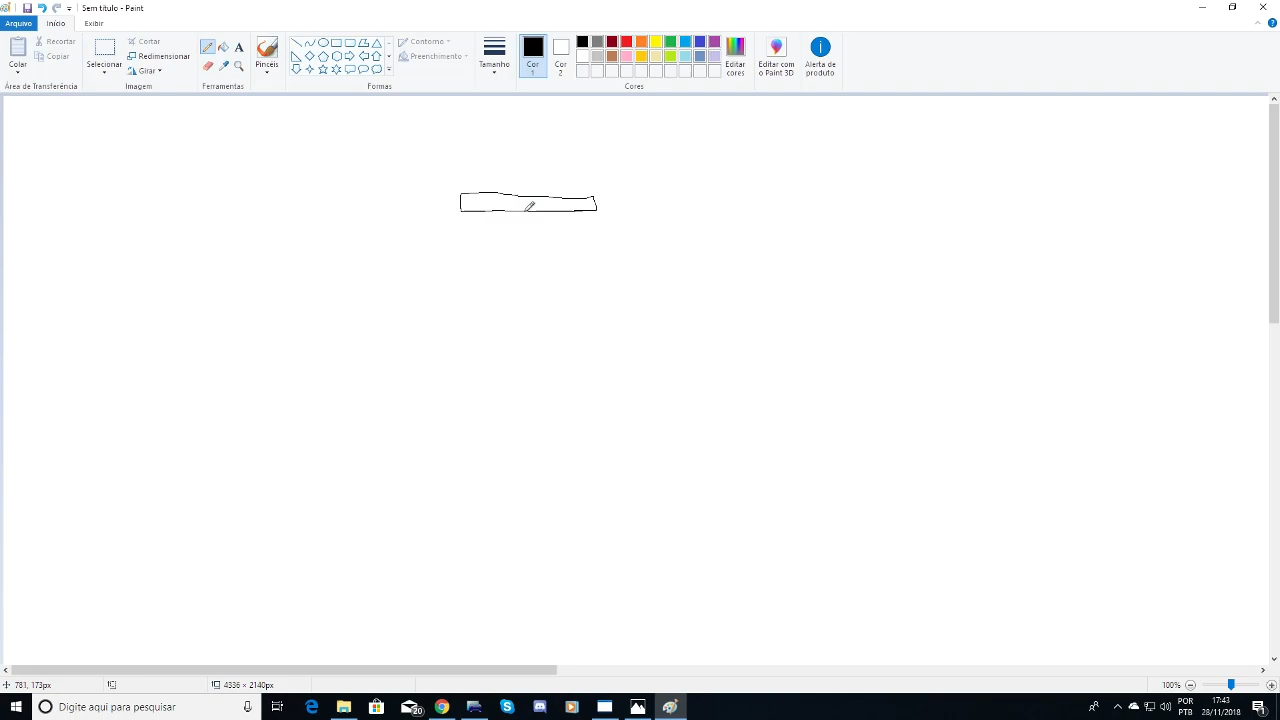 Sem título - Paint
Arquivo Início Exibir
Colar
Recortar
Copiar
Área de Transferência
Selecionar
Cortar
Redimensionar
Girar
Imagem
A
Ferramentas
Pincéis
Contorno
Preenchimento
Formas
Tamanho
Cor 1
Cor 2
Editar cores
Cores
Editar com o Paint 3D
Alerta de produto
781, 173px
4336 × 2140px
100%
Digite aqui para pesquisar
20
POR
PTB
17:43
28/11/2018